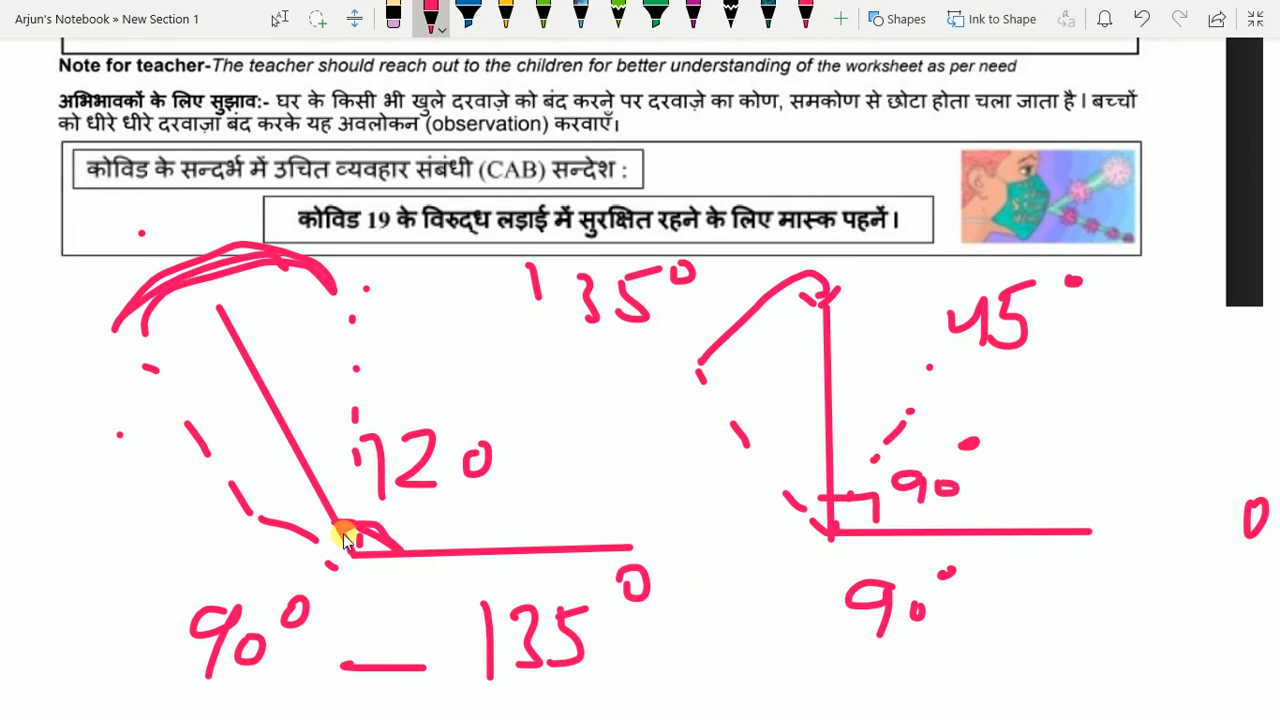 Arjun's Notebook » New Section 1
Shapes
Ink to Shape
Note for teacher-The teacher should reach out to the children for better understanding of the worksheet as per need
अभिभावकों के लिए सुझाव:- घर के किसी भी खुले दरवाज़े को बंद करने पर दरवाज़े का कोण, समकोण से छोटा होता चला जाता है। बच्चों
को धीरे धीरे दरवाज़ा बंद करके यह अवलोकन (observation) करवाएँ।
कोविड के सन्दर्भ में उचित व्यवहार संबंधी (CAB) सन्देश :
कोविड 19 के विरुद्ध लड़ाई में सुरक्षित रहने के लिए मास्क पहनें।
135°
45°
120
90°
0
90° — 135°
90°